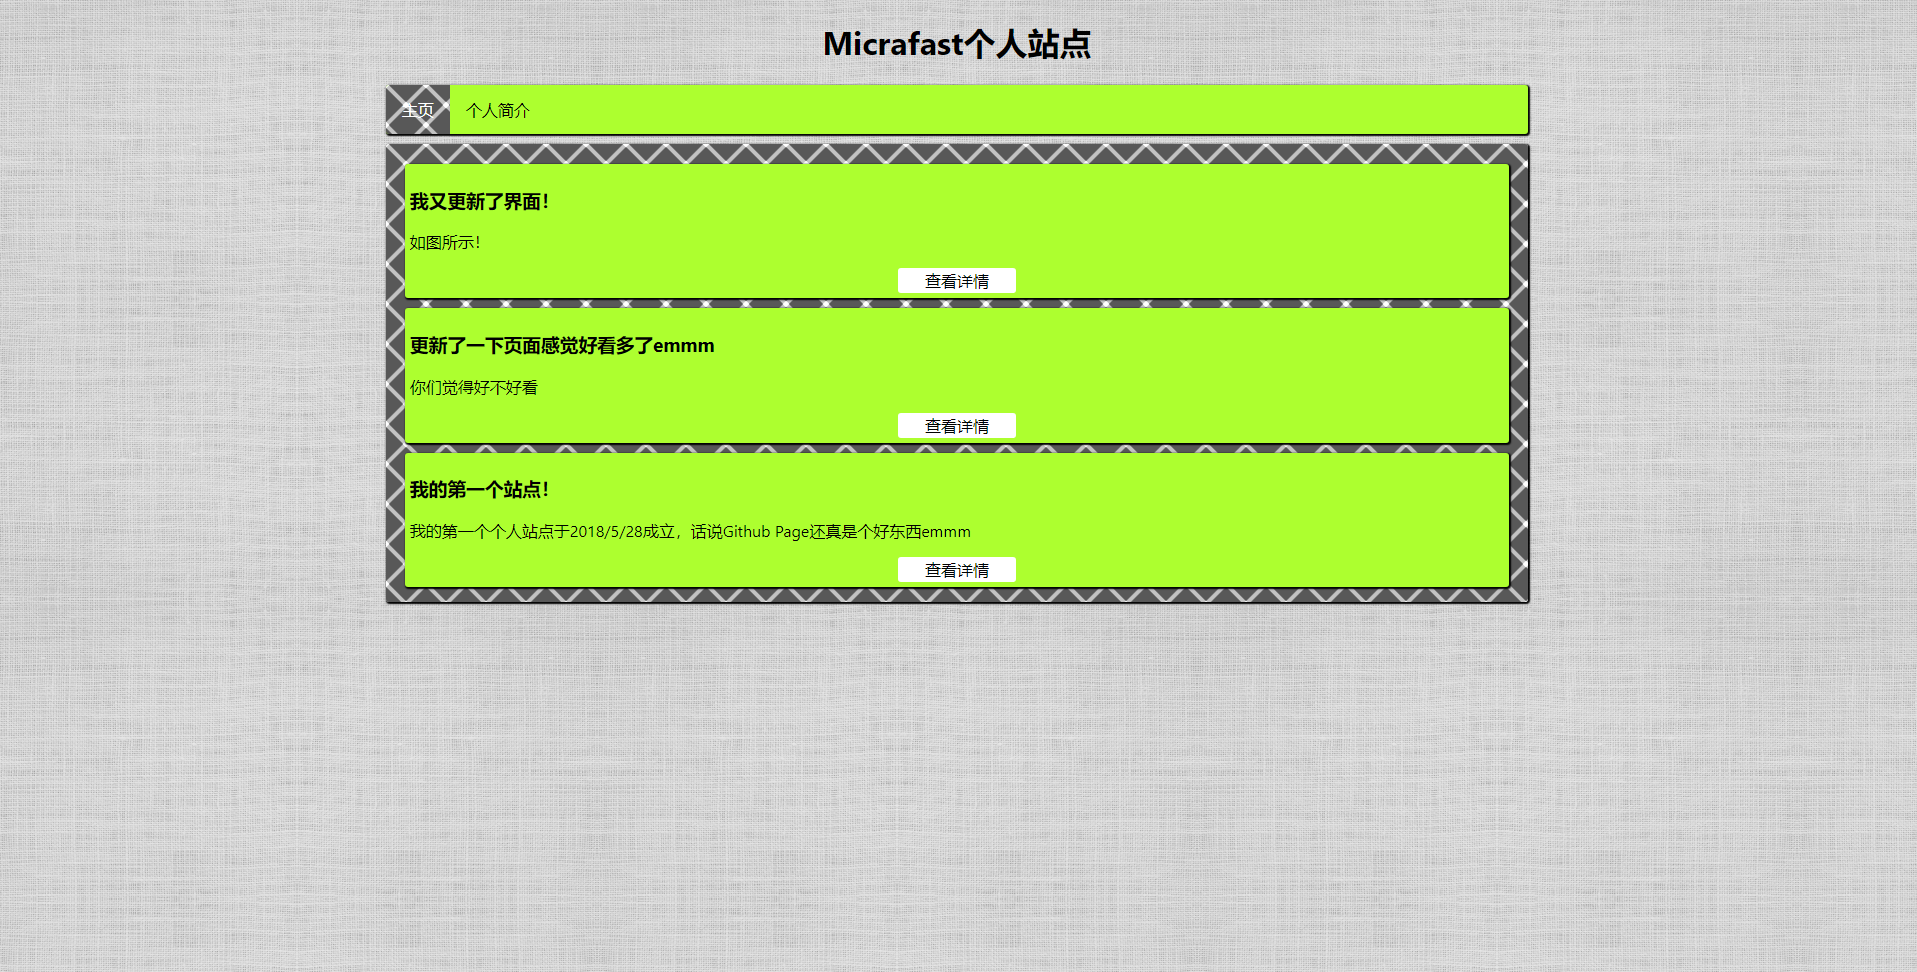 Micrafast个人站点
主页 个人简介
我又更新了界面！
如图所示！
查看详情
更新了一下页面感觉好看多了emmm
你们觉得好不好看
查看详情
我的第一个站点！
我的第一个个人站点于2018/5/28成立，话说Github Page还真是个好东西emmm
查看详情